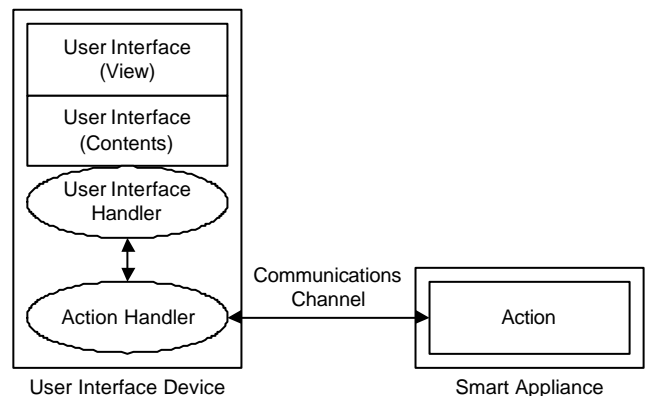 User Interface
(View)
User Interface
(Contents)
User Interface
Handler
Action Handler
Communications
Channel
Action
User Interface Device
Smart Appliance